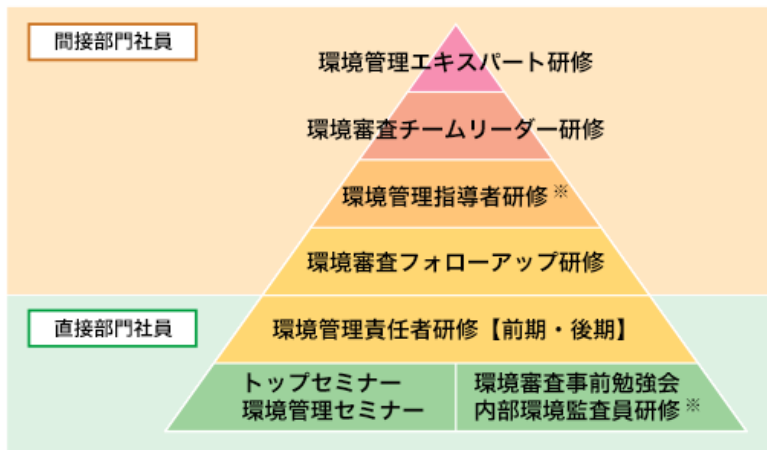 間接部門社員
環境管理エキスパート研修
環境審査チームリーダー研修
環境管理指導者研修※
環境審査フォローアップ研修
直接部門社員
環境管理責任者研修【前期・後期】
トップセミナー
環境管理セミナー
環境審査事前勉強会
内部環境監査員研修※